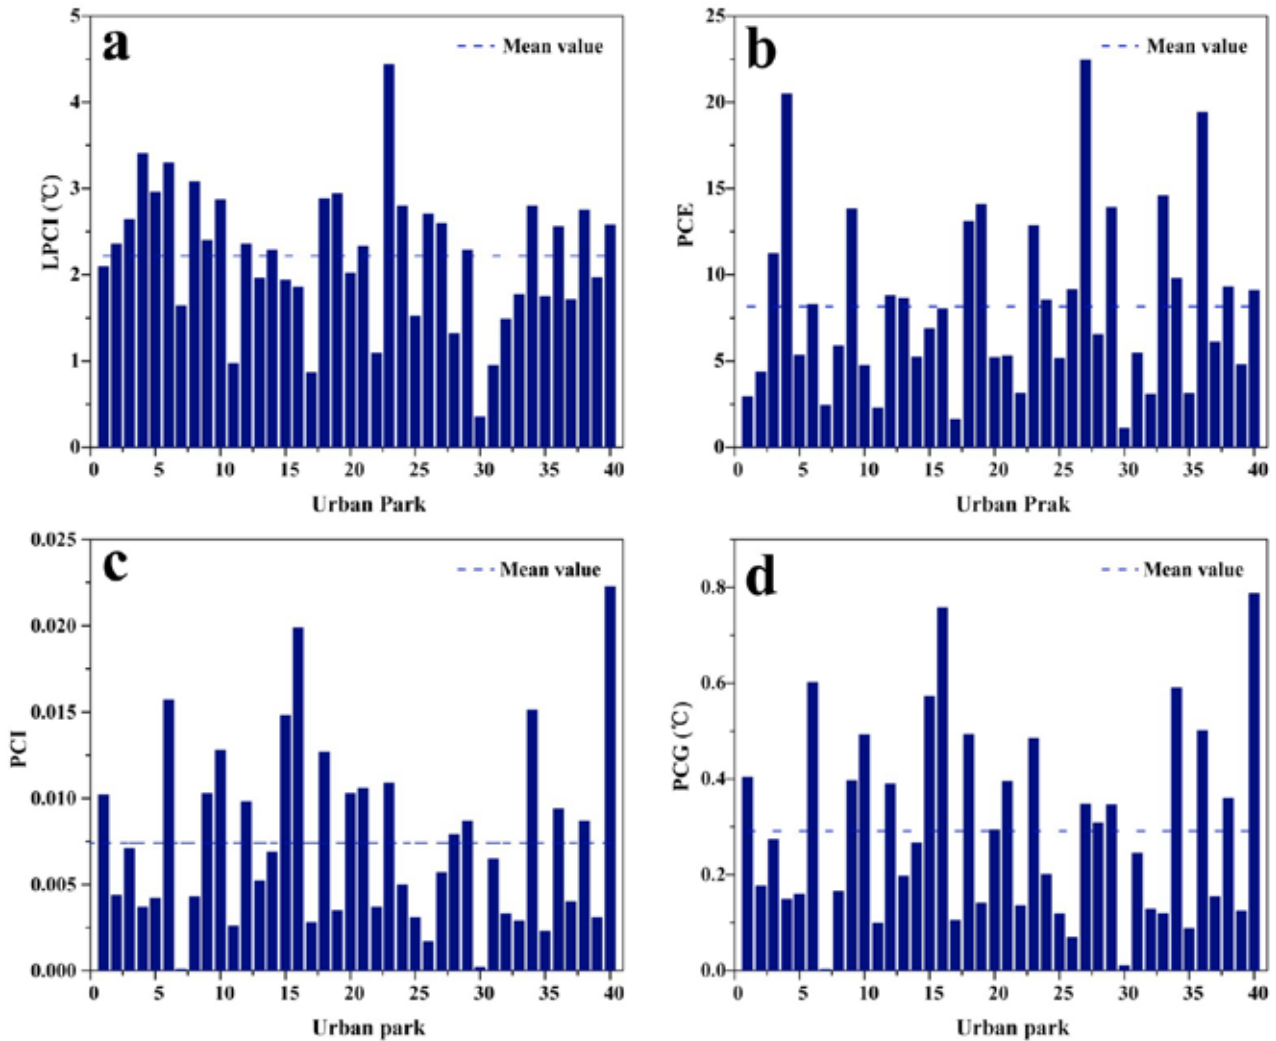 a
Mean value
5
4
3
2
1
0
LPCI (℃)
0 5 10 15 20 25 30 35 40
Urban Park
b
Mean value
25
20
15
10
5
0
PCE
0 5 10 15 20 25 30 35 40
Urban Prak
c
Mean value
0.025
0.020
0.015
0.010
0.005
0.000
PCI
0 5 10 15 20 25 30 35 40
Urban park
d
Mean value
0.8
0.6
0.4
0.2
0.0
PCG (℃)
0 5 10 15 20 25 30 35 40
Urban park